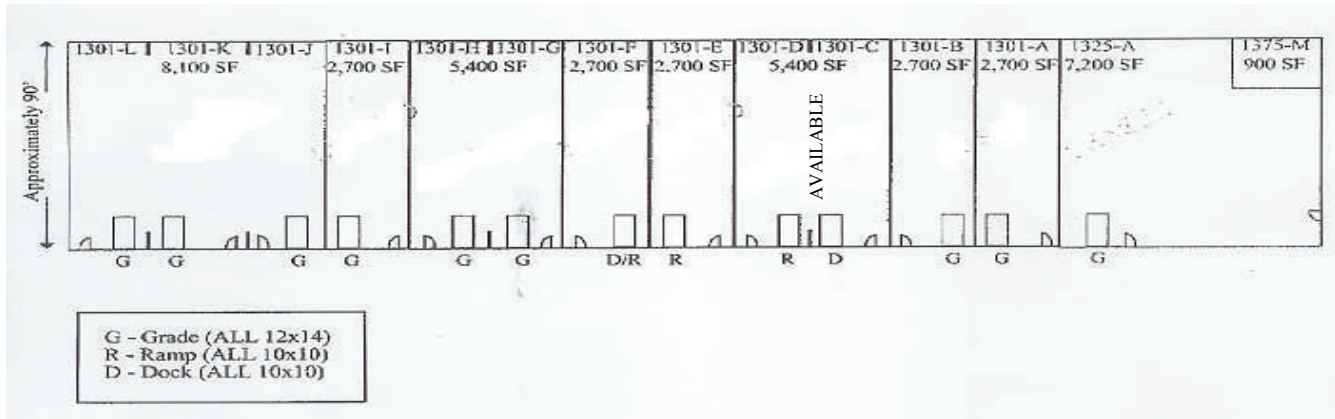 1301-L 1301-K 1301-J 1301-I 1301-H 1301-G 1301-F 1301-E 1301-D 1301-C 1301-B 1301-A 1325-A 1375-M
8,100 SF 2,700 SF 5,400 SF 2,700 SF 2.700 SF 5,400 SF 2.700 SF 2,700 SF 7,200 SF 900 SF
Approximately 90'
AVAILABLE
G G G G G G D/R R R D G G G
G - Grade (ALL 12x14)
R - Ramp (ALL 10x10)
D - Dock (ALL 10x10)